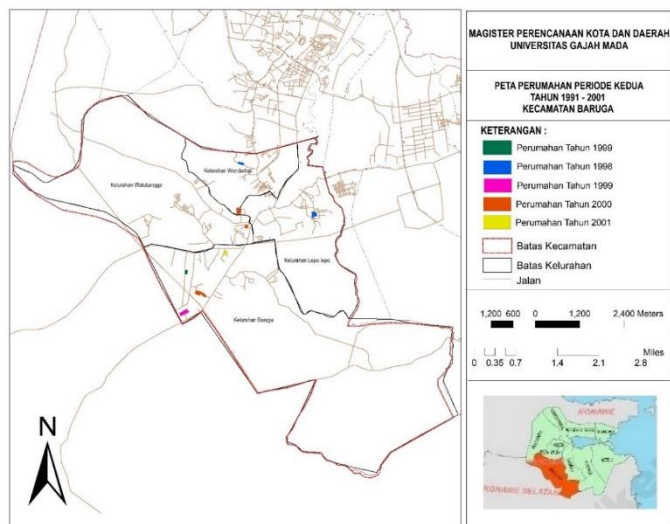 MAGISTER PERENCANAAN KOTA DAN DAERAH
UNIVERSITAS GAJAH MADA
PETA PERUMAHAN PERIODE KEDUA
TAHUN 1991 - 2001
KECAMATAN BARUGA
KETERANGAN :
Perumahan Tahun 1999
Perumahan Tahun 1998
Perumahan Tahun 1999
Perumahan Tahun 2000
Perumahan Tahun 2001
Batas Kecamatan
Batas Kelurahan
Jalan
1,200 600 0 1,200 2,400 Meters
Miles
0 0.35 0.7 1.4 2.1 2.8
KONAWE
KONAWE SELATAN
Kelurahan Watubangga
Kelurahan Lepo lepo
Kelurahan Baruga
N